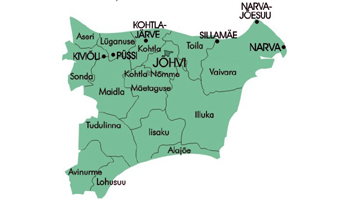 NARVA-
JÕESUU
KOHTLA-
JÄRVE
SILLAMÄE
Aseri
Lüganuse
Kohtla
Toila
NARVA
KIVIÕLI
PÜSSI
JÕHVI
Sonda
Kohtla Nõmme
Vaivara
Maidla
Mäetaguse
Illuka
Tudulinna
Iisaku
Alajõe
Avinurme
Lohusuu